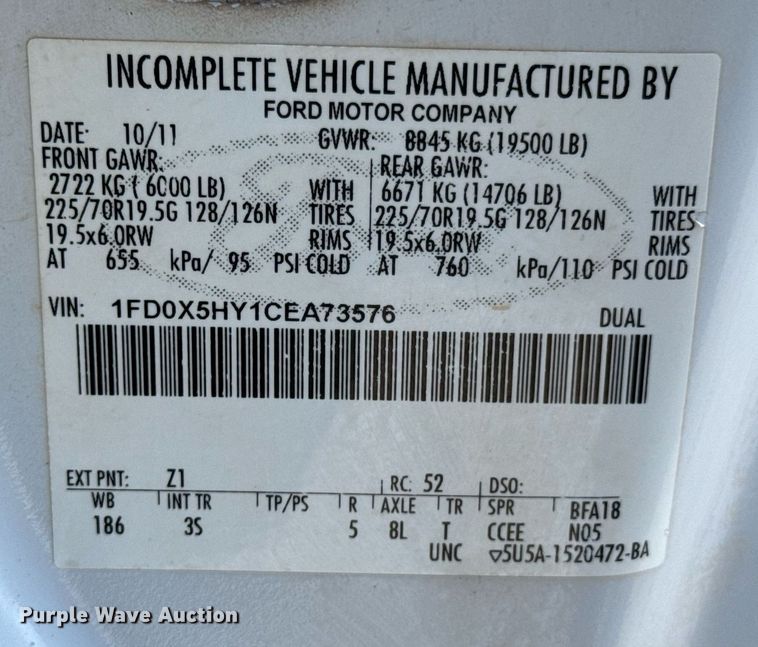 INCOMPLETE VEHICLE MANUFACTURED BY
FORD MOTOR COMPANY
DATE: 10/11 GVWR: 8845 KG (19500 LB)
FRONT GAWR: REAR GAWR:
2722 KG ( 6000 LB) WITH 6671 KG (14706 LB) WITH
225/70R19.5G 128/126N TIRES 225/70R19.5G 128/126N TIRES
19.5x6.0RW RIMS 19.5x6.0RW RIMS
AT 655 kPa/ 95 PSI COLD AT 760 kPa/110 PSI COLD
VIN: 1FD0X5HY1CEA73576 DUAL
EXT PNT: Z1 RC: 52 DSO:
WB INT TR TP/PS R AXLE TR SPR BFA18
186 3S 5 8L T CCEE N05
UNC ▽5U5A-1520472-BA
Purple Wave Auction